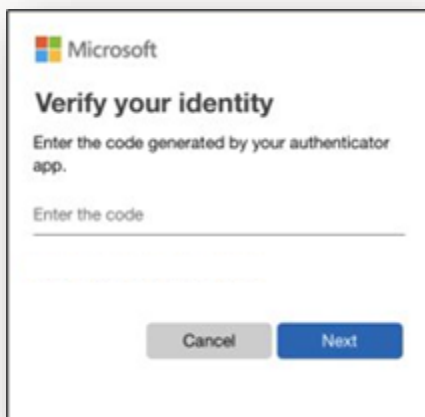 Microsoft
Verify your identity
Enter the code generated by your authenticator
app.
Enter the code
Cancel
Next